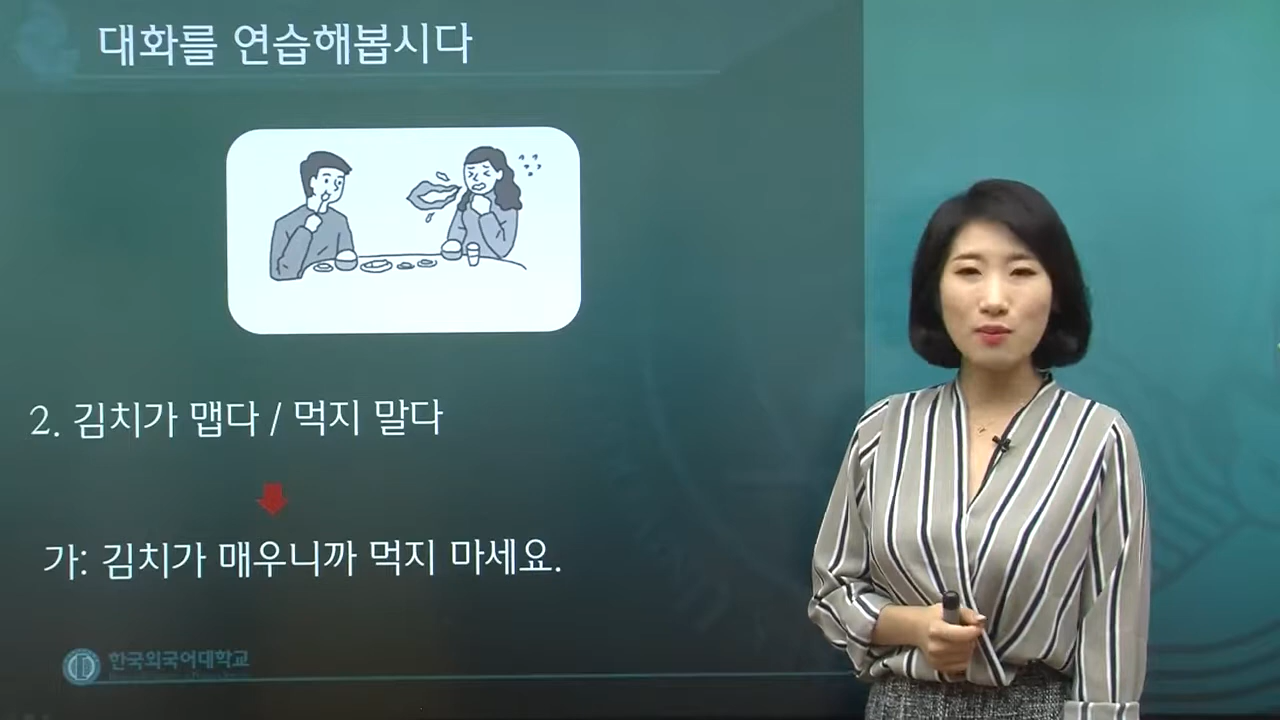 대화를 연습해봅시다
2. 김치가 맵다 / 먹지 말다
가: 김치가 매우니까 먹지 마세요.
한국외국어대학교